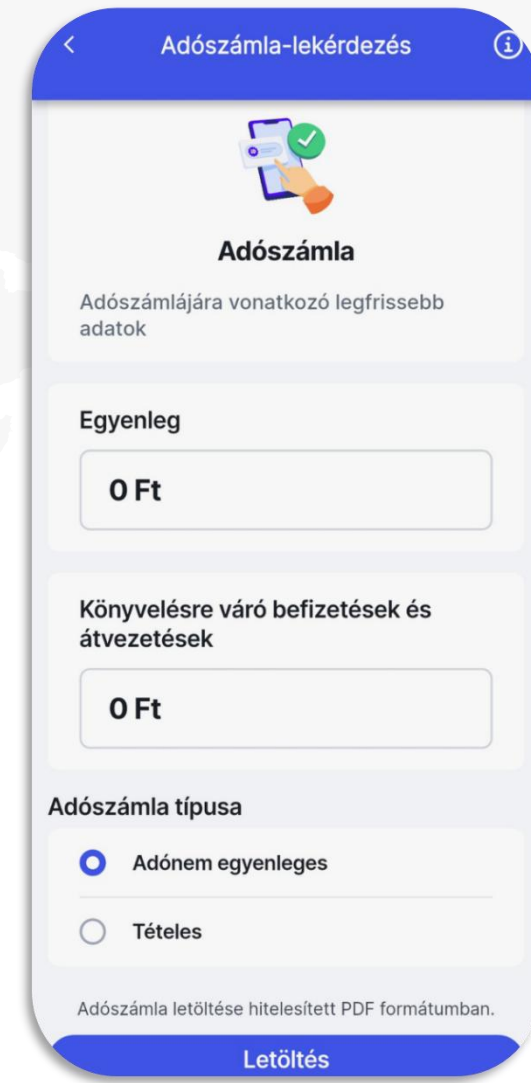 Adószámla-lekérdezés
Adószámla
Adószámlájára vonatkozó legfrissebb
adatok
Egyenleg
0 Ft
Könyvelésre váró befizetések és
átvezetések
0 Ft
Adószámla típusa
Adónem egyenleges
Tételes
Adószámla letöltése hitelesített PDF formátumban.
Letöltés